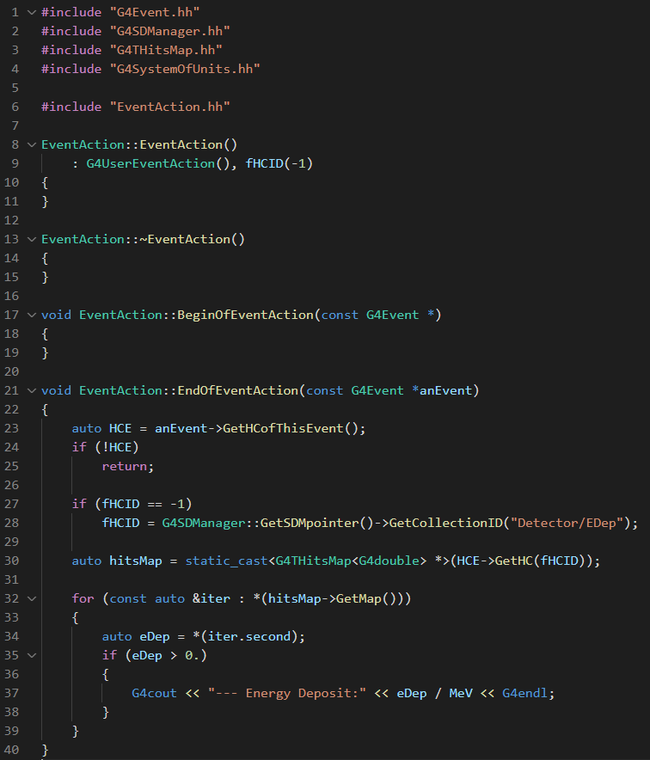 1 #include "G4Event.hh"
2 #include "G4SDManager.hh"
3 #include "G4THitsMap.hh"
4 #include "G4SystemOfUnits.hh"
5
6 #include "EventAction.hh"
7
8 EventAction::EventAction()
9     : G4UserEventAction(), fHCID(-1)
10 {
11 }
12
13 EventAction::~EventAction()
14 {
15 }
16
17 void EventAction::BeginOfEventAction(const G4Event *)
18 {
19 }
20
21 void EventAction::EndOfEventAction(const G4Event *anEvent)
22 {
23     auto HCE = anEvent->GetHCofThisEvent();
24     if (!HCE)
25         return;
26
27     if (fHCID == -1)
28         fHCID = G4SDManager::GetSDMpointer()->GetCollectionID("Detector/EDep");
29
30     auto hitsMap = static_cast<G4THitsMap<G4double> *>(HCE->GetHC(fHCID));
31
32     for (const auto &iter : *(hitsMap->GetMap()))
33     {
34         auto eDep = *(iter.second);
35         if (eDep > 0.)
36         {
37             G4cout << "--- Energy Deposit:" << eDep / MeV << G4endl;
38         }
39     }
40 }